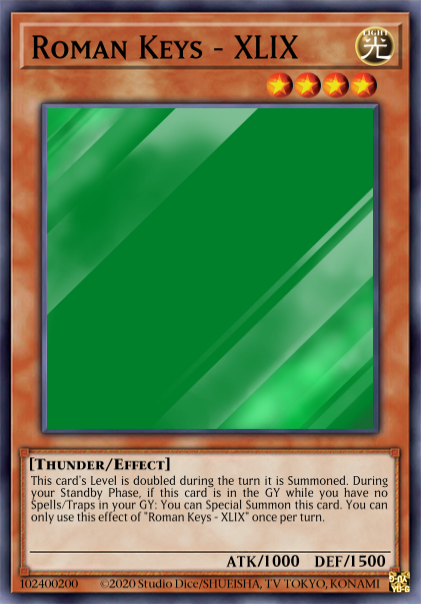 Roman Keys - XLIX
LIGHT
光
[Thunder/Effect]
This card's Level is doubled during the turn it is Summoned. During
your Standby Phase, if this card is in the GY while you have no
Spells/Traps in your GY: You can Special Summon this card. You can
only use this effect of "Roman Keys - XLIX" once per turn.
ATK/1000 DEF/1500
102400200 ©2020 Studio Dice/SHUEISHA, TV TOKYO, KONAMI